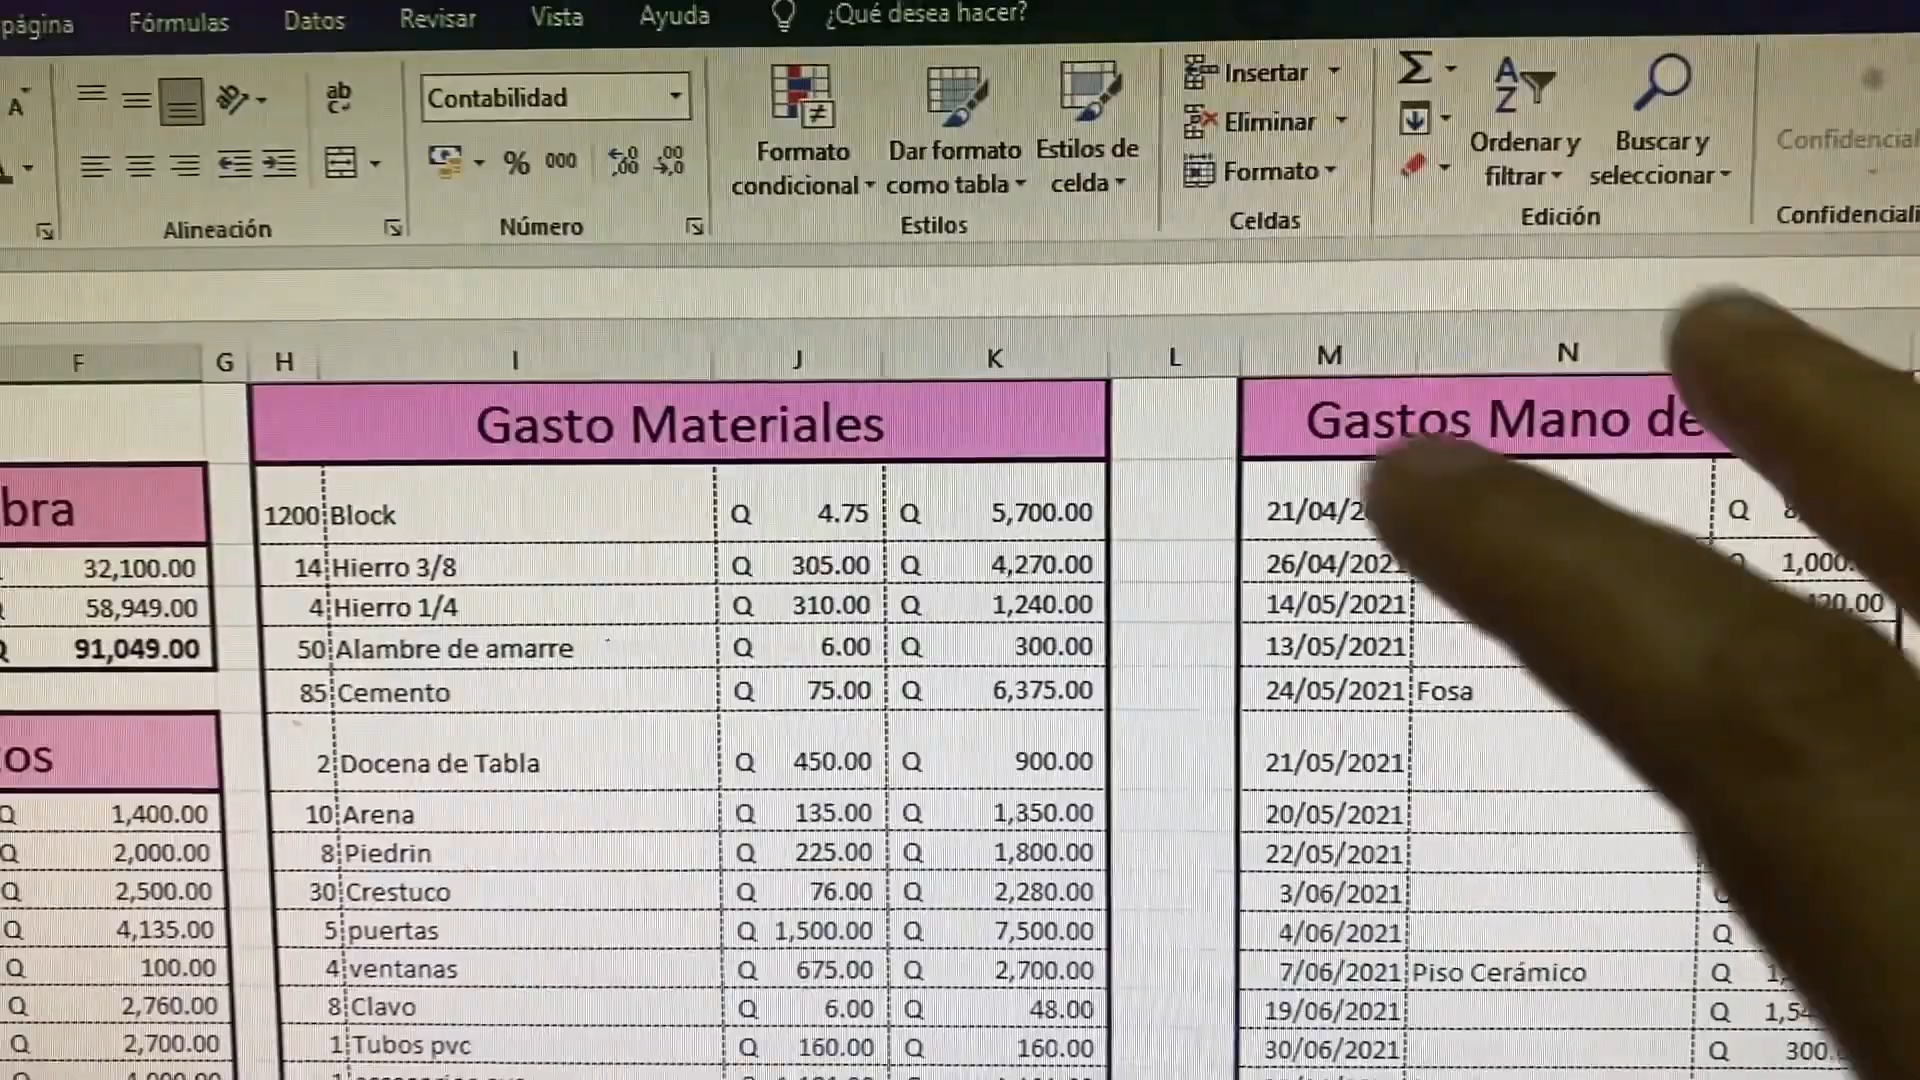 página Fórmulas Datos Revisar Vista Ayuda ¿Qué desea hacer?
Contabilidad
% 000
Alineación
Número
Formato condicional
Dar formato como tabla
Estilos de celda
Estilos
Insertar
Eliminar
Formato
Celdas
Ordenar y filtrar
Buscar y seleccionar
Edición
Confidencial
Confidenciali
F G H I J K L M N
bra
32,100.00
58,949.00
91,049.00
os
Q 1,400.00
Q 2,000.00
Q 2,500.00
Q 4,135.00
Q 100.00
Q 2,760.00
Q 2,700.00
Gasto Materiales
1200 Block Q 4.75 Q 5,700.00
14 Hierro 3/8 Q 305.00 Q 4,270.00
4 Hierro 1/4 Q 310.00 Q 1,240.00
50 Alambre de amarre Q 6.00 Q 300.00
85 Cemento Q 75.00 Q 6,375.00
2 Docena de Tabla Q 450.00 Q 900.00
10 Arena Q 135.00 Q 1,350.00
8 Piedrin Q 225.00 Q 1,800.00
30 Crestuco Q 76.00 Q 2,280.00
5 puertas Q 1,500.00 Q 7,500.00
4 ventanas Q 675.00 Q 2,700.00
8 Clavo Q 6.00 Q 48.00
1 Tubos pvc Q 160.00 Q 160.00
Gastos Mano de
21/04/2 Q
26/04/202 1,000.
14/05/2021 20.00
13/05/2021
24/05/2021 Fosa
21/05/2021
20/05/2021
22/05/2021
3/06/2021
4/06/2021 Q
7/06/2021 Piso Cerámico Q 1,
19/06/2021 Q 1,5
30/06/2021 Q 300.